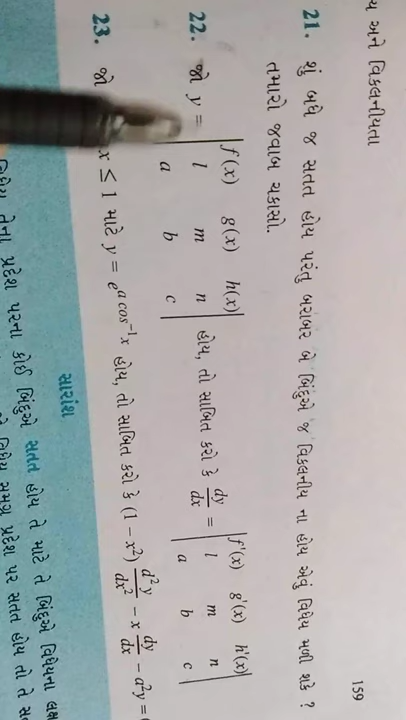 અને વિકલનીયતા
159
21. શું બધે જ સતત હોય પરંતુ બરાબર બે બિંદુએ જ વિકલનીય ના હોય એવું વિધેય મળી શકે ?
તમારો જવાબ ચકાસો.
22. જો y = | f(x) g(x) h(x) |
| l m n |
| a b c | હોય, તો સાબિત કરો કે dy/dx = | f'(x) g'(x) h'(x) |
| l m n |
| a b c |
23. જો x ≤ 1 માટે y = e^(a cos⁻¹x) હોય, તો સાબિત કરો કે (1 – x²) d²y/dx² – x dy/dx – a²y =
સારાંશ
પ્રદેશ પરના કોઈ બિંદુએ સતત હોય તે માટે તે બિંદુએ વિધેયના
વિધેય સમગ્ર પ્રદેશ પર સતત હોય તો તે